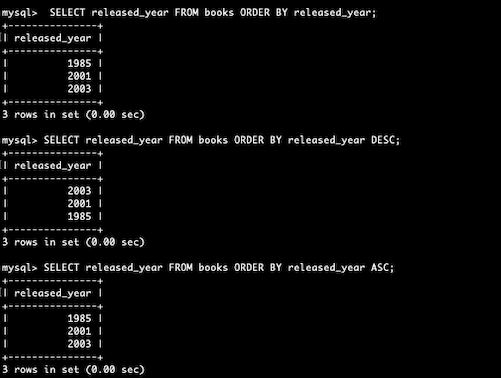 mysql>  SELECT released_year FROM books ORDER BY released_year;
+---------------+
| released_year |
+---------------+
|          1985 |
|          2001 |
|          2003 |
+---------------+
3 rows in set (0.00 sec)
mysql> SELECT released_year FROM books ORDER BY released_year DESC;
+---------------+
| released_year |
+---------------+
|          2003 |
|          2001 |
|          1985 |
+---------------+
3 rows in set (0.00 sec)
mysql> SELECT released_year FROM books ORDER BY released_year ASC;
+---------------+
| released_year |
+---------------+
|          1985 |
|          2001 |
|          2003 |
+---------------+
3 rows in set (0.00 sec)